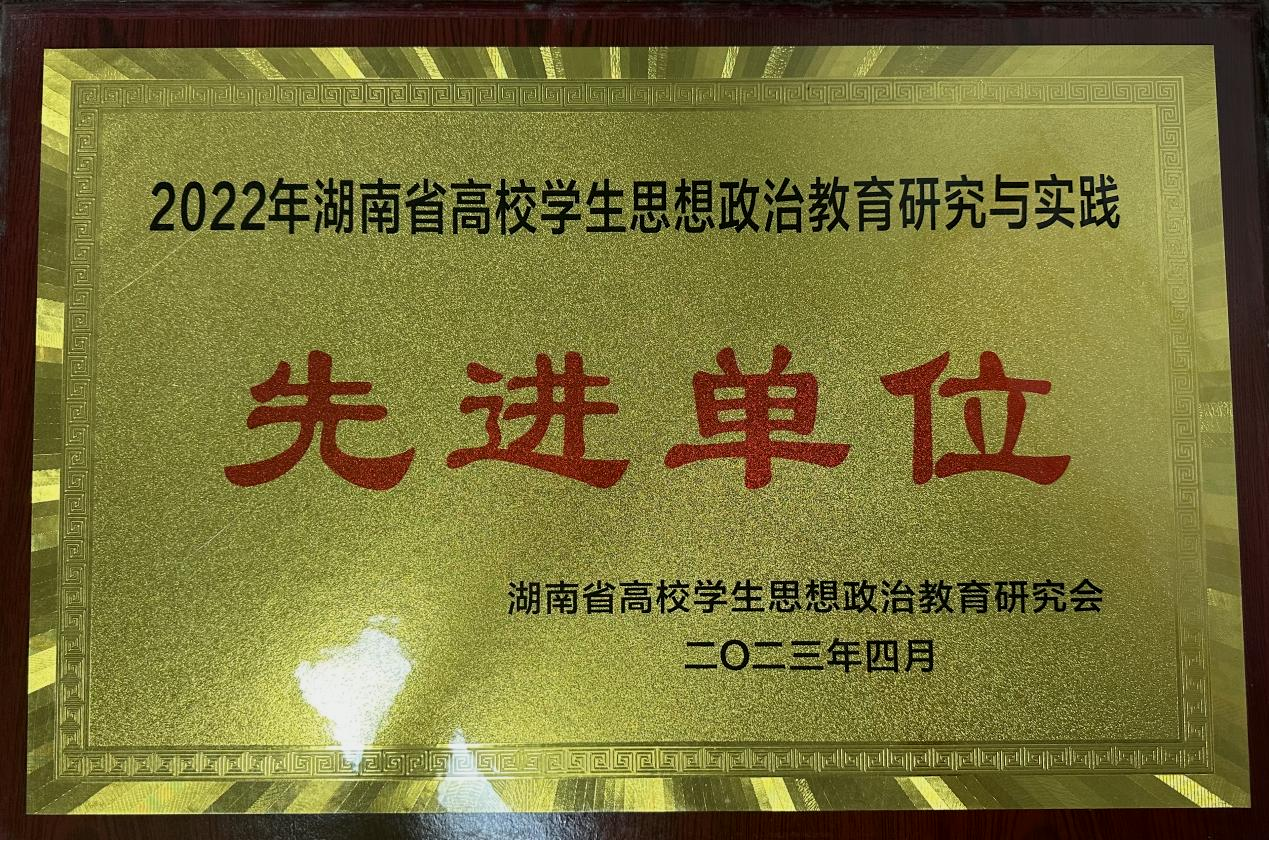 2022年湖南省高校学生思想政治教育研究与实践
先进单位
湖南省高校学生思想政治教育研究会
二〇二三年四月